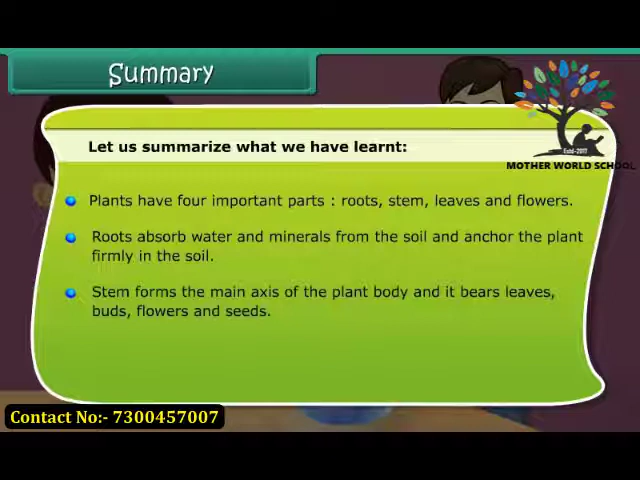 Summary
Let us summarize what we have learnt:
Plants have four important parts : roots, stem, leaves and flowers.
Roots absorb water and minerals from the soil and anchor the plant
firmly in the soil.
Stem forms the main axis of the plant body and it bears leaves,
buds, flowers and seeds.
Estd-2017
MOTHER WORLD SCHOOL
Contact No:- 7300457007